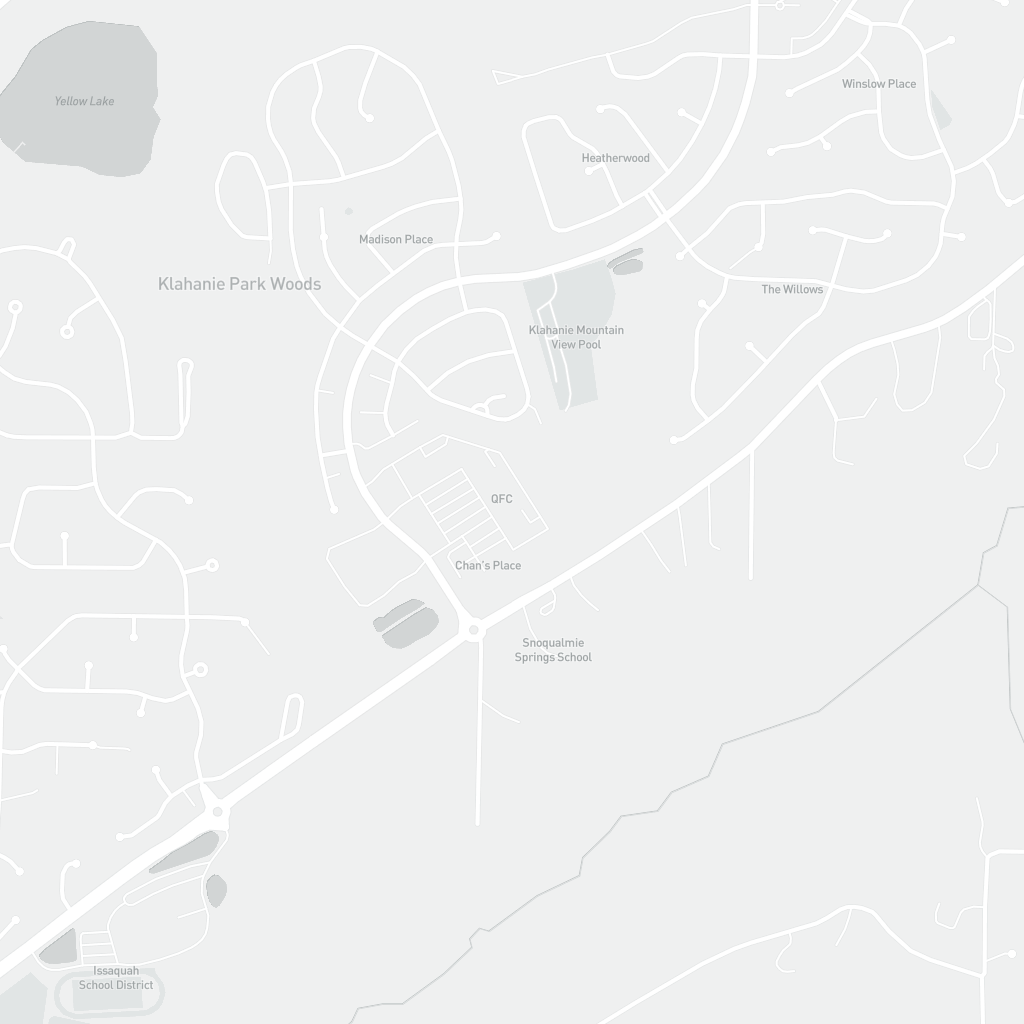 Yellow Lake
Winslow Place
Heatherwood
Madison Place
Klahanie Park Woods
The Willows
Klahanie Mountain
View Pool
QFC
Chan's Place
Snoqualmie
Springs School
Issaquah
School District